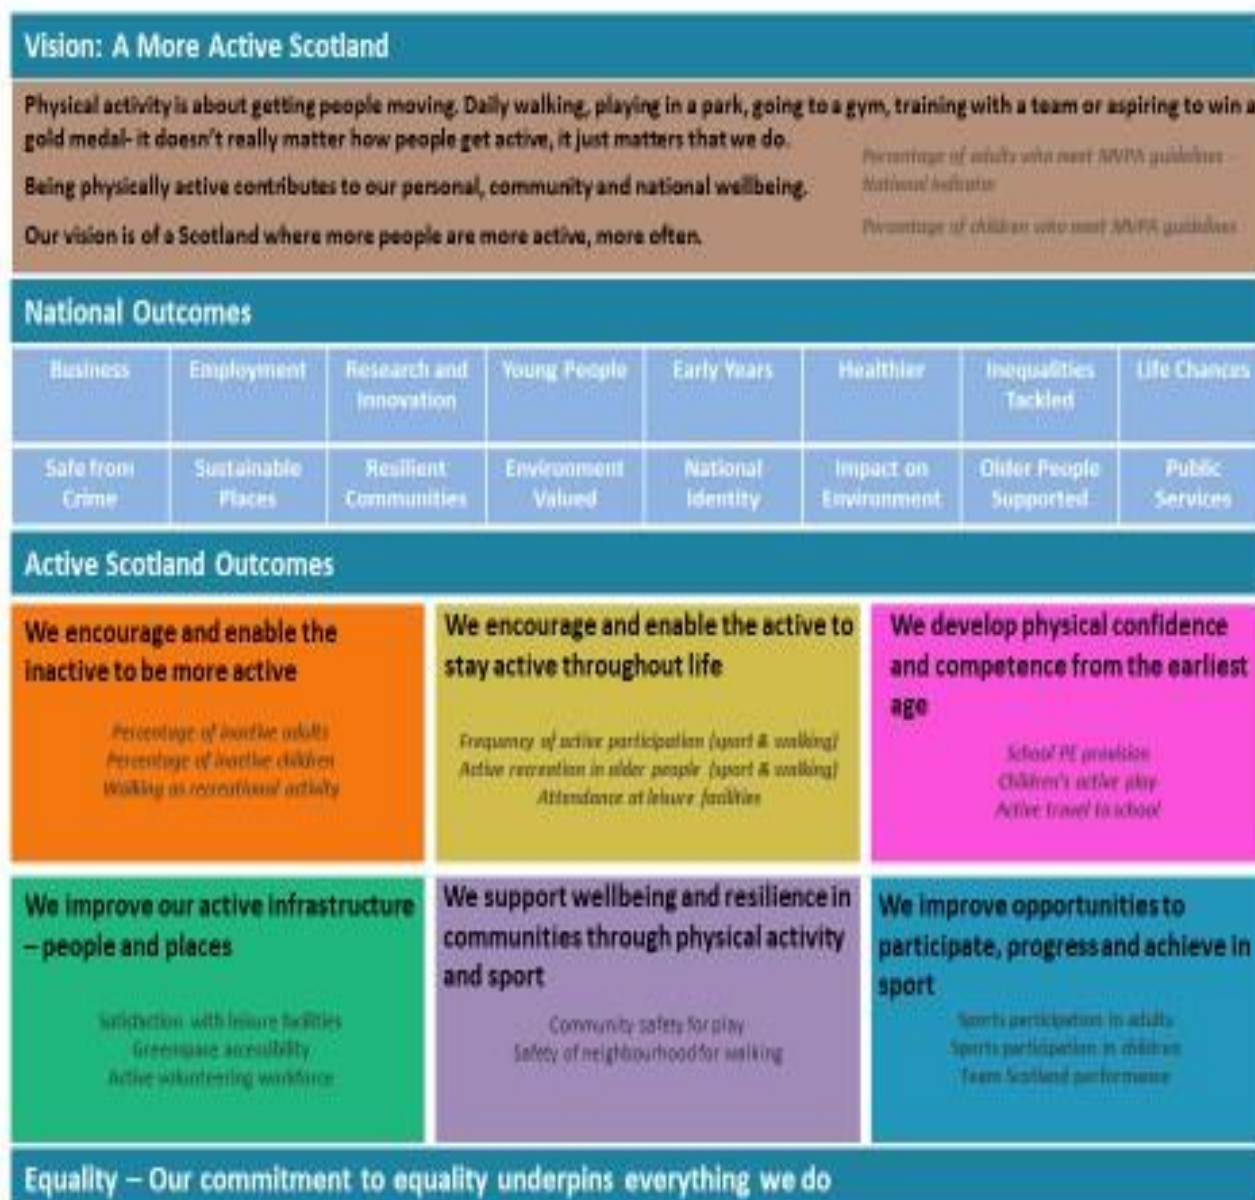 Vision: A More Active Scotland
Physical activity is about getting people moving. Daily walking, playing in a park, going to a gym, training with a team or aspiring to win a
gold medal- it doesn't really matter how people get active, it just matters that we do.
Being physically active contributes to our personal, community and national wellbeing.
Our vision is of a Scotland where more people are more active, more often.
Percentage of adults who meet MVPA guidelines -
National Indicator
Percentage of children who meet MVPA guidelines
National Outcomes
Business
Employment
Research and
Innovation
Young People
Early Years
Healthier
Inequalities
Tackled
Life Chances
Safe from
Crime
Sustainable
Places
Resilient
Communities
Environment
Valued
National
Identity
Impact on
Environment
Older People
Supported
Public
Services
Active Scotland Outcomes
We encourage and enable the
inactive to be more active
Percentage of inactive adults
Percentage of inactive children
Walking as recreational activity
We encourage and enable the active to
stay active throughout life
Frequency of active participation (sport & walking)
Active recreation in older people (sport & walking)
Attendance at leisure facilities
We develop physical confidence
and competence from the earliest
age
School PE provision
Children's active play
Active travel to school
We improve our active infrastructure
– people and places
Satisfaction with leisure facilities
Greenspace accessibility
Active volunteering workforce
We support wellbeing and resilience in
communities through physical activity
and sport
Community safety for play
Safety of neighbourhood for walking
We improve opportunities to
participate, progress and achieve in
sport
Sports participation in adults
Sports participation in children
Team Scotland performance
Equality – Our commitment to equality underpins everything we do